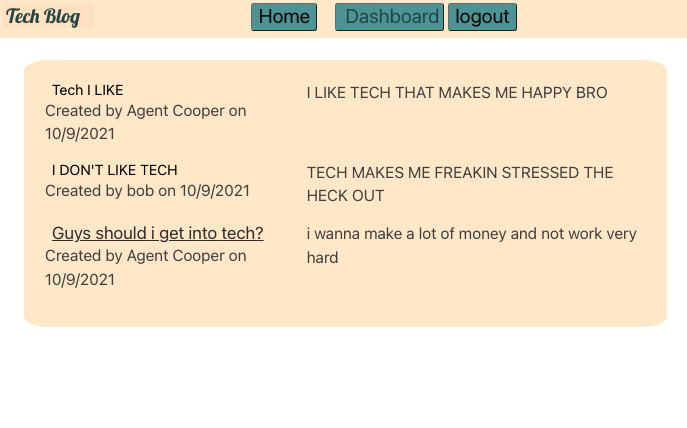 Tech Blog
Home Dashboard logout
Tech I LIKE
Created by Agent Cooper on
10/9/2021
I LIKE TECH THAT MAKES ME HAPPY BRO
I DON'T LIKE TECH
Created by bob on 10/9/2021
TECH MAKES ME FREAKIN STRESSED THE
HECK OUT
Guys should i get into tech?
Created by Agent Cooper on
10/9/2021
i wanna make a lot of money and not work very
hard